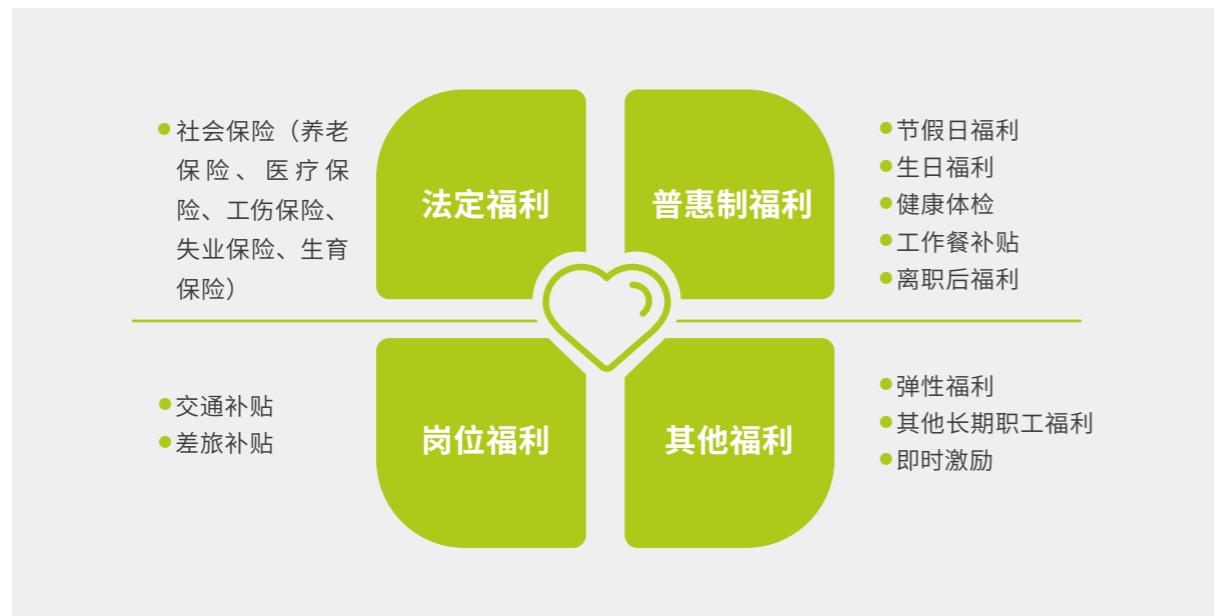 社会保险（养老
保险、医疗保
险、工伤保险、
失业保险、生育
保险）
法定福利
普惠制福利
节假日福利
生日福利
健康体检
工作餐补贴
离职后福利
交通补贴
差旅补贴
岗位福利
其他福利
弹性福利
其他长期职工福利
即时激励